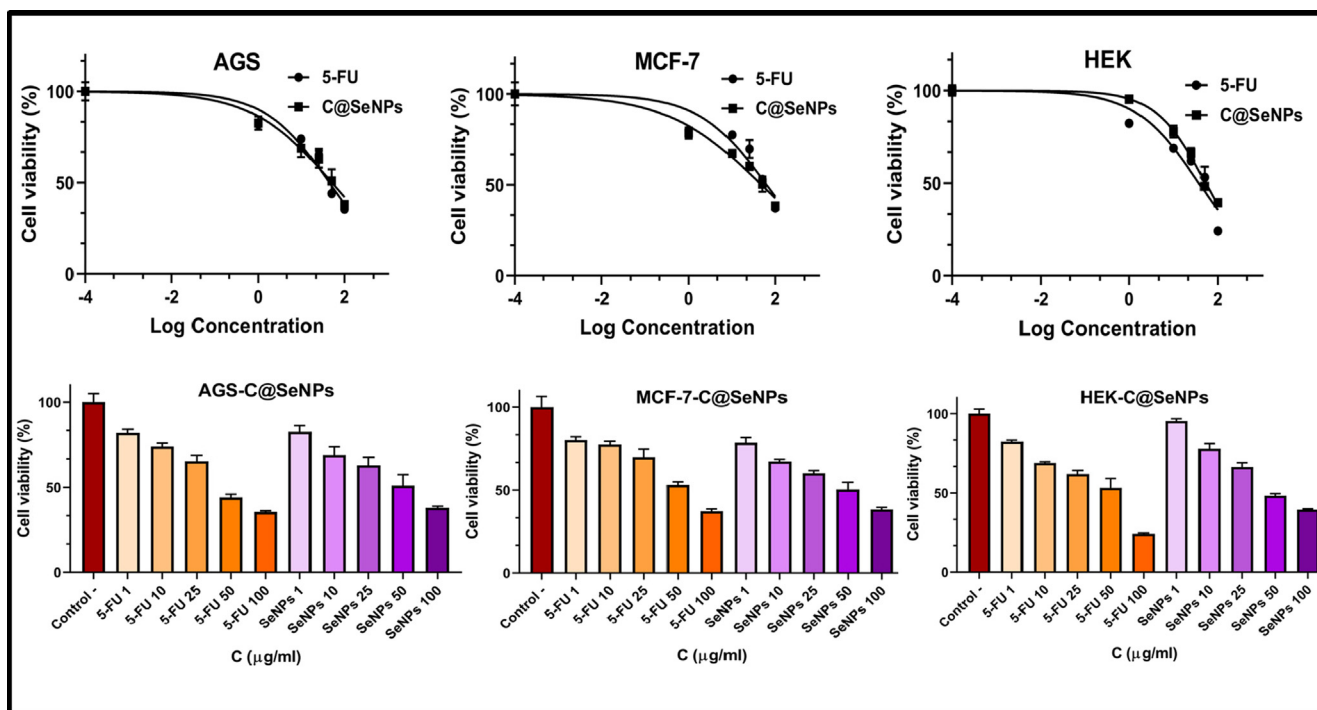 AGS
5-FU
C@SeNPs
Cell viability (%)
100
50
0
-4
-2
0
2
Log Concentration
MCF-7
5-FU
C@SeNPs
Cell viability (%)
100
50
0
-4
-2
0
2
Log Concentration
HEK
5-FU
C@SeNPs
Cell viability (%)
100
50
0
-4
-2
0
2
Log Concentration
AGS-C@SeNPs
Cell viability (%)
100
50
0
Control -
5-FU 1
5-FU 10
5-FU 25
5-FU 50
5-FU 100
SeNPs 1
SeNPs 10
SeNPs 25
SeNPs 50
SeNPs 100
C (μg/ml)
MCF-7-C@SeNPs
Cell viability (%)
100
50
0
Control -
5-FU 1
5-FU 10
5-FU 25
5-FU 50
5-FU 100
SeNPs 1
SeNPs 10
SeNPs 25
SeNPs 50
SeNPs 100
C (μg/ml)
HEK-C@SeNPs
Cell viability (%)
100
50
0
Control -
5-FU 1
5-FU 10
5-FU 25
5-FU 50
5-FU 100
SeNPs 1
SeNPs 10
SeNPs 25
SeNPs 50
SeNPs 100
C (μg/ml)